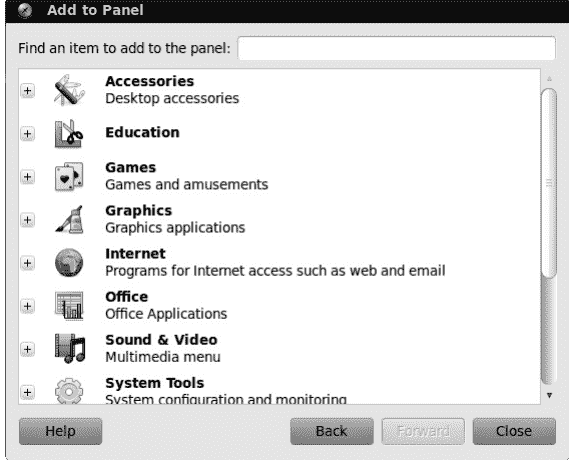 Add to Panel
Find an item to add to the panel:
Accessories
Desktop accessories
Education
Games
Games and amusements
Graphics
Graphics applications
Internet
Programs for Internet access such as web and email
Office
Office Applications
Sound & Video
Multimedia menu
System Tools
System configuration and monitoring
Help
Back
Forward
Close